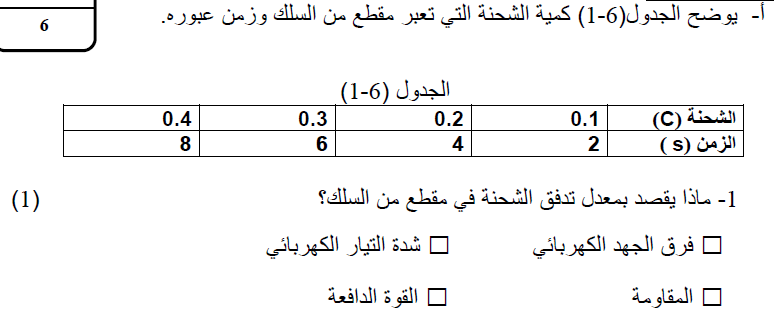 6
أ- يوضح الجدول(6-1) كمية الشحنة التي تعبر مقطع من السلك وزمن عبوره.
الجدول (6-1)
الشحنة (C) 0.1 0.2 0.3 0.4
الزمن (s ) 2 4 6 8
1- ماذا يقصد بمعدل تدفق الشحنة في مقطع من السلك؟ (1)
☐ فرق الجهد الكهربائي ☐ شدة التيار الكهربائي
☐ المقاومة ☐ القوة الدافعة